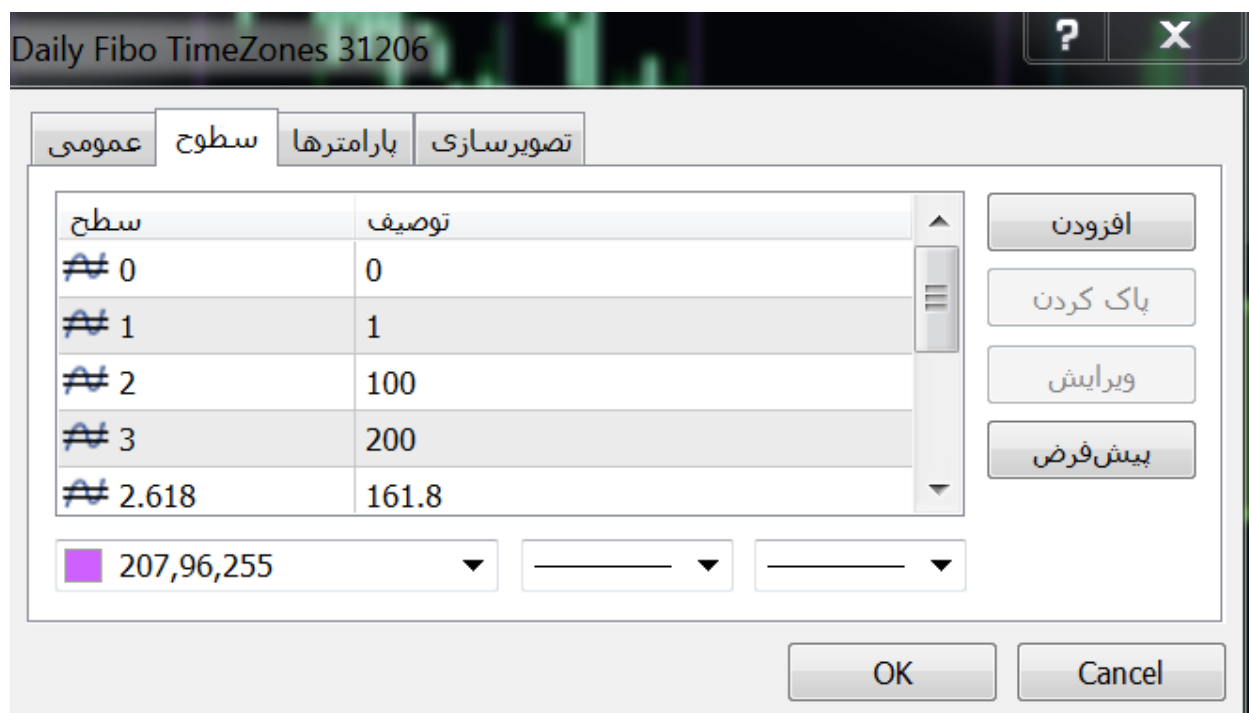 Daily Fibo TimeZones 31206
عمومی سطوح پارامترها تصویرسازی
سطح توصیف
0 0
1 1
2 100
3 200
2.618 161.8
افزودن
پاک کردن
ویرایش
پیش‌فرض
207,96,255
OK Cancel